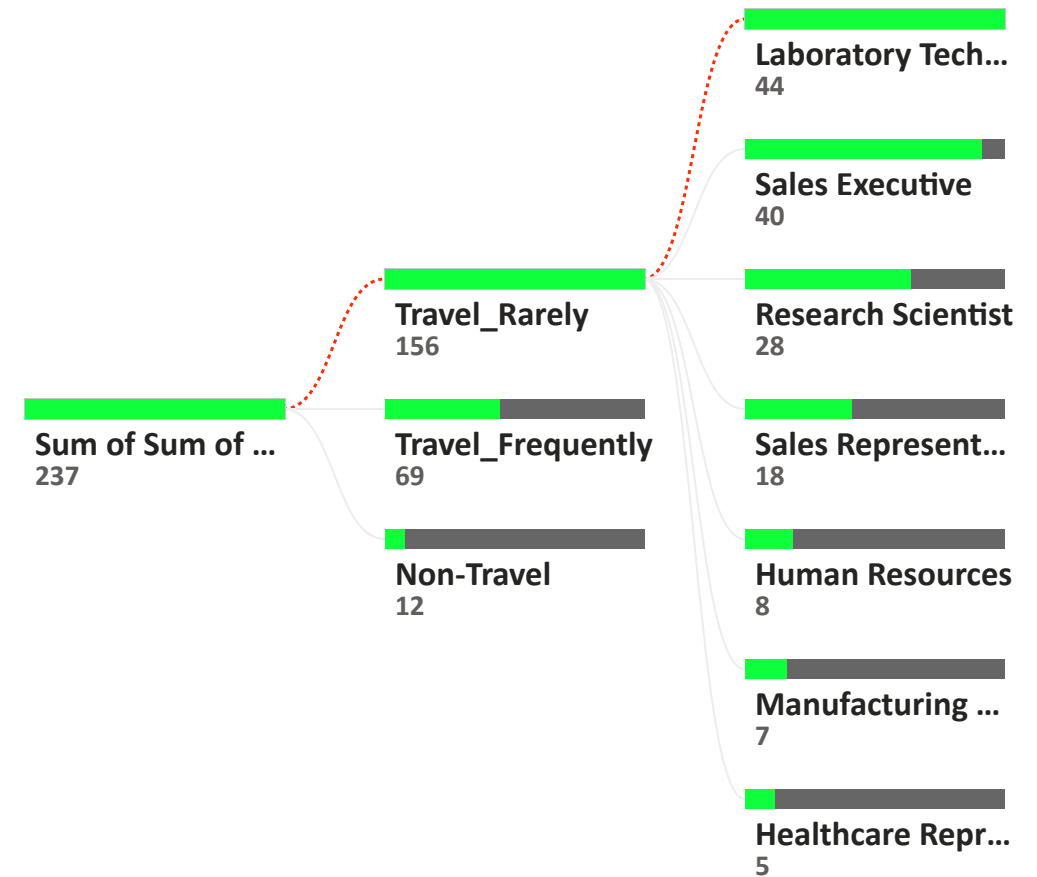 Sum of Sum of ...
237
Travel_Rarely
156
Travel_Frequently
69
Non-Travel
12
Laboratory Tech...
44
Sales Executive
40
Research Scientist
28
Sales Represent...
18
Human Resources
8
Manufacturing ...
7
Healthcare Repr...
5